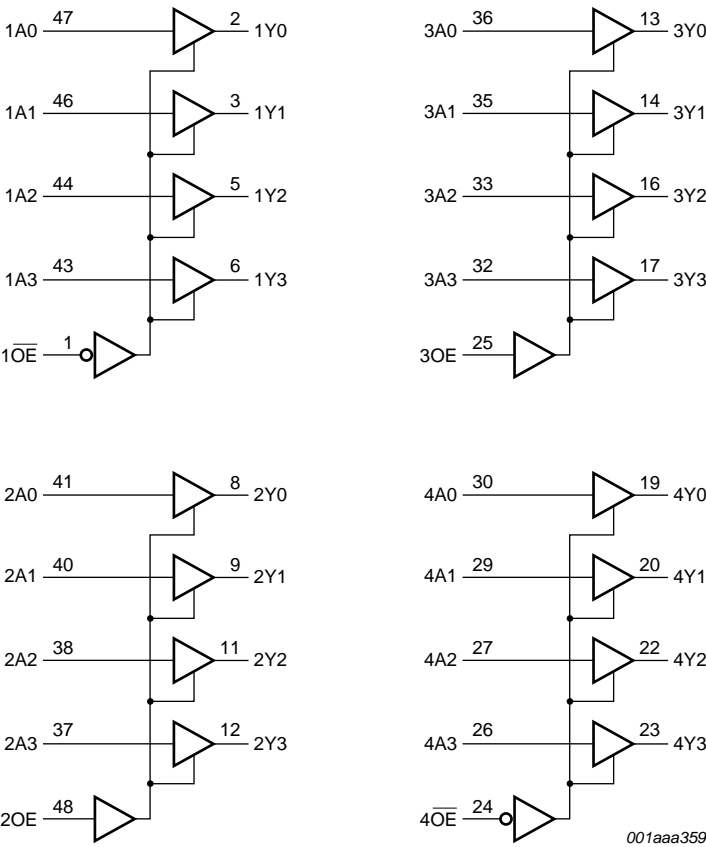 1A0 47 2 1Y0
1A1 46 3 1Y1
1A2 44 5 1Y2
1A3 43 6 1Y3
1O̅E̅ 1
3A0 36 13 3Y0
3A1 35 14 3Y1
3A2 33 16 3Y2
3A3 32 17 3Y3
3OE 25
2A0 41 8 2Y0
2A1 40 9 2Y1
2A2 38 11 2Y2
2A3 37 12 2Y3
2OE 48
4A0 30 19 4Y0
4A1 29 20 4Y1
4A2 27 22 4Y2
4A3 26 23 4Y3
4O̅E̅ 24
001aaa359